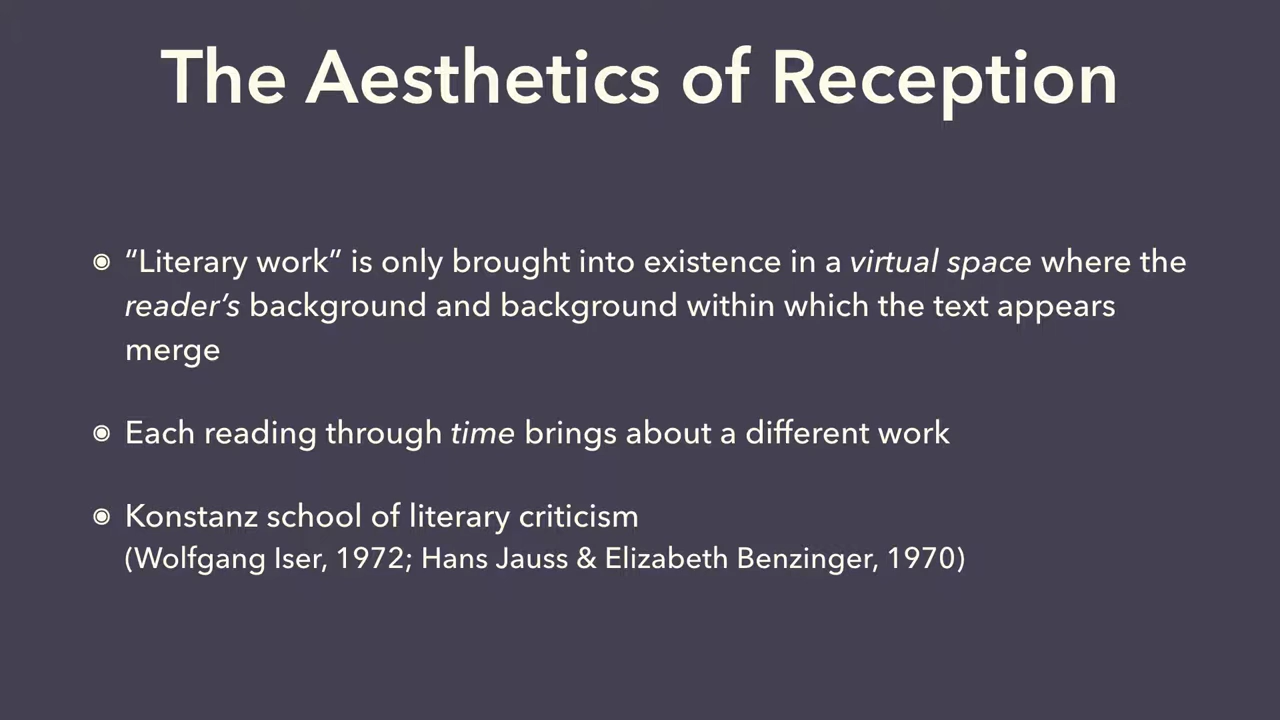 The Aesthetics of Reception
“Literary work” is only brought into existence in a virtual space where the
reader’s background and background within which the text appears
merge
Each reading through time brings about a different work
Konstanz school of literary criticism
(Wolfgang Iser, 1972; Hans Jauss & Elizabeth Benzinger, 1970)